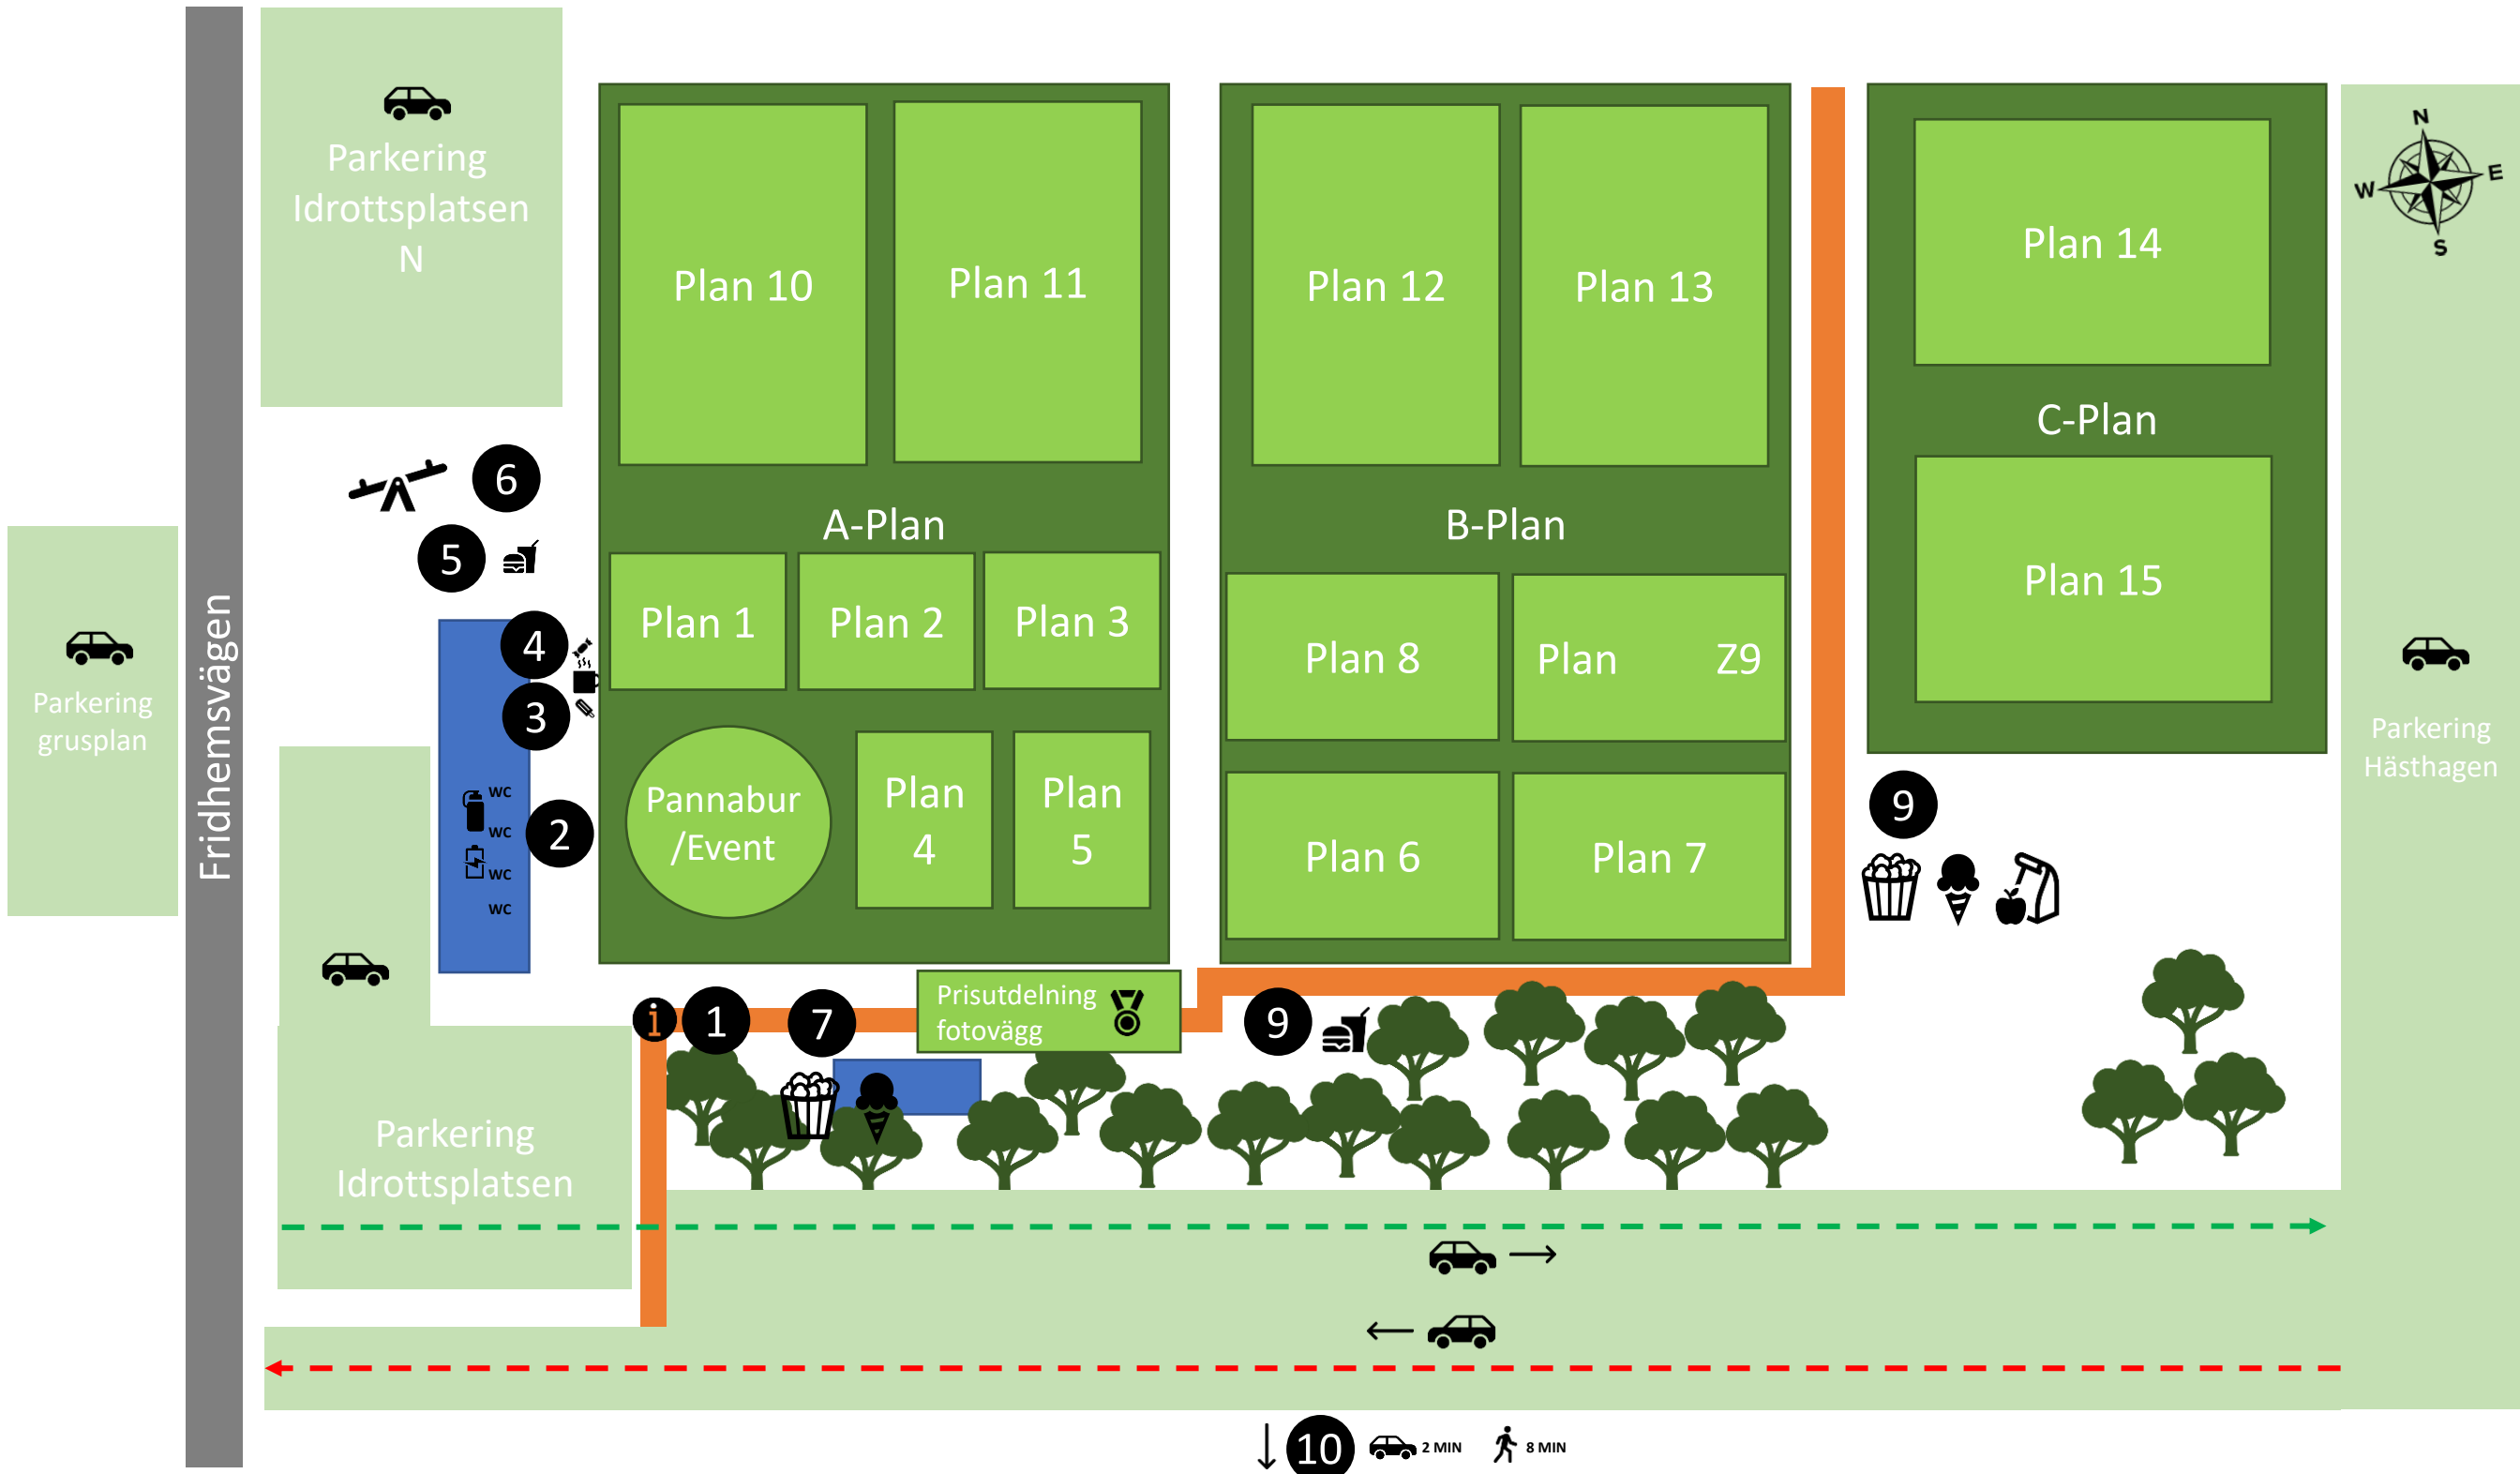 Parkering
Idrottsplatsen
N
Plan 10
Plan 11
Plan 12
Plan 13
Plan 14
N
W
E
S
C-Plan
6
A-Plan
B-Plan
5
Plan 15
Fridhemsvägen
Parkering
grusplan
4
3
Plan 1
Plan 2
Plan 3
Plan 8
Plan Z9
Parkering
Hästhagen
WC
WC
WC
WC
2
Pannabur
/Event
Plan
4
Plan
5
Plan 6
Plan 7
9
i
1
7
Prisutdelning
fotovägg
9
Parkering
Idrottsplatsen
10
2 MIN
8 MIN